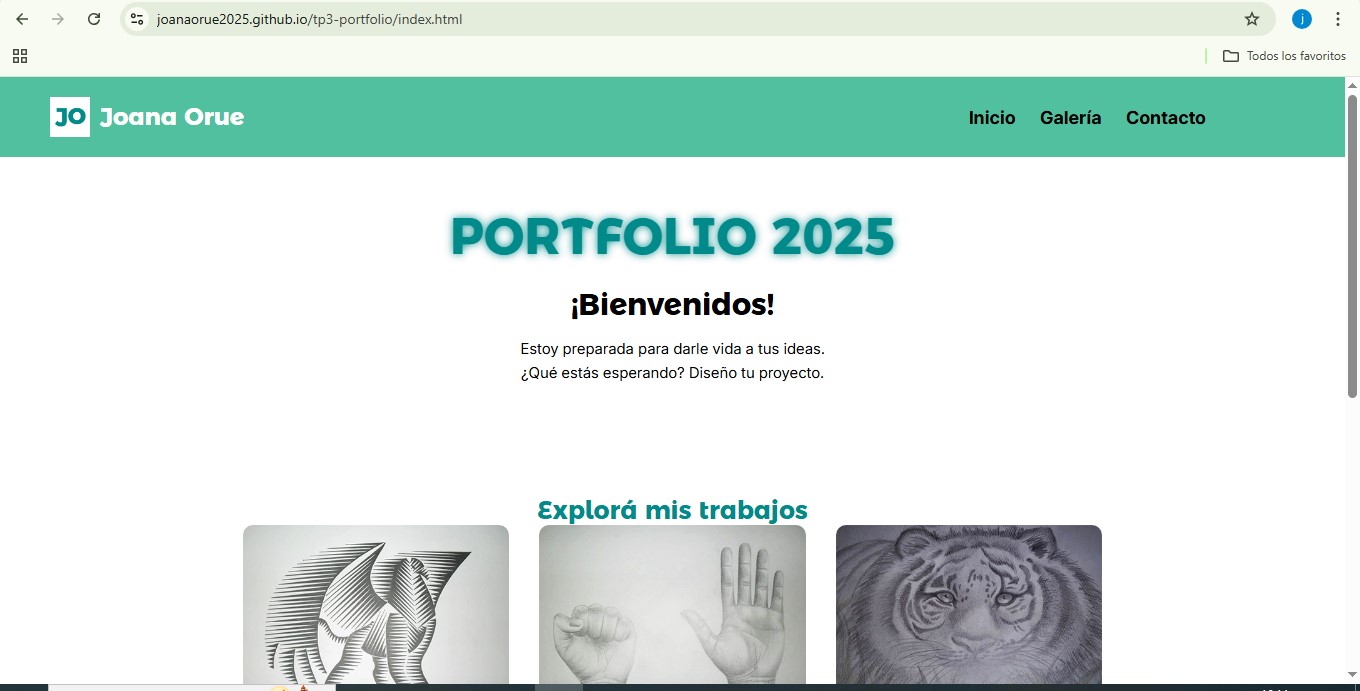 joanaorue2025.github.io/tp3-portfolio/index.html
j
Todos los favoritos
JO Joana Orue
Inicio Galería Contacto
PORTFOLIO 2025
¡Bienvenidos!
Estoy preparada para darle vida a tus ideas.
¿Qué estás esperando? Diseño tu proyecto.
Explorá mis trabajos